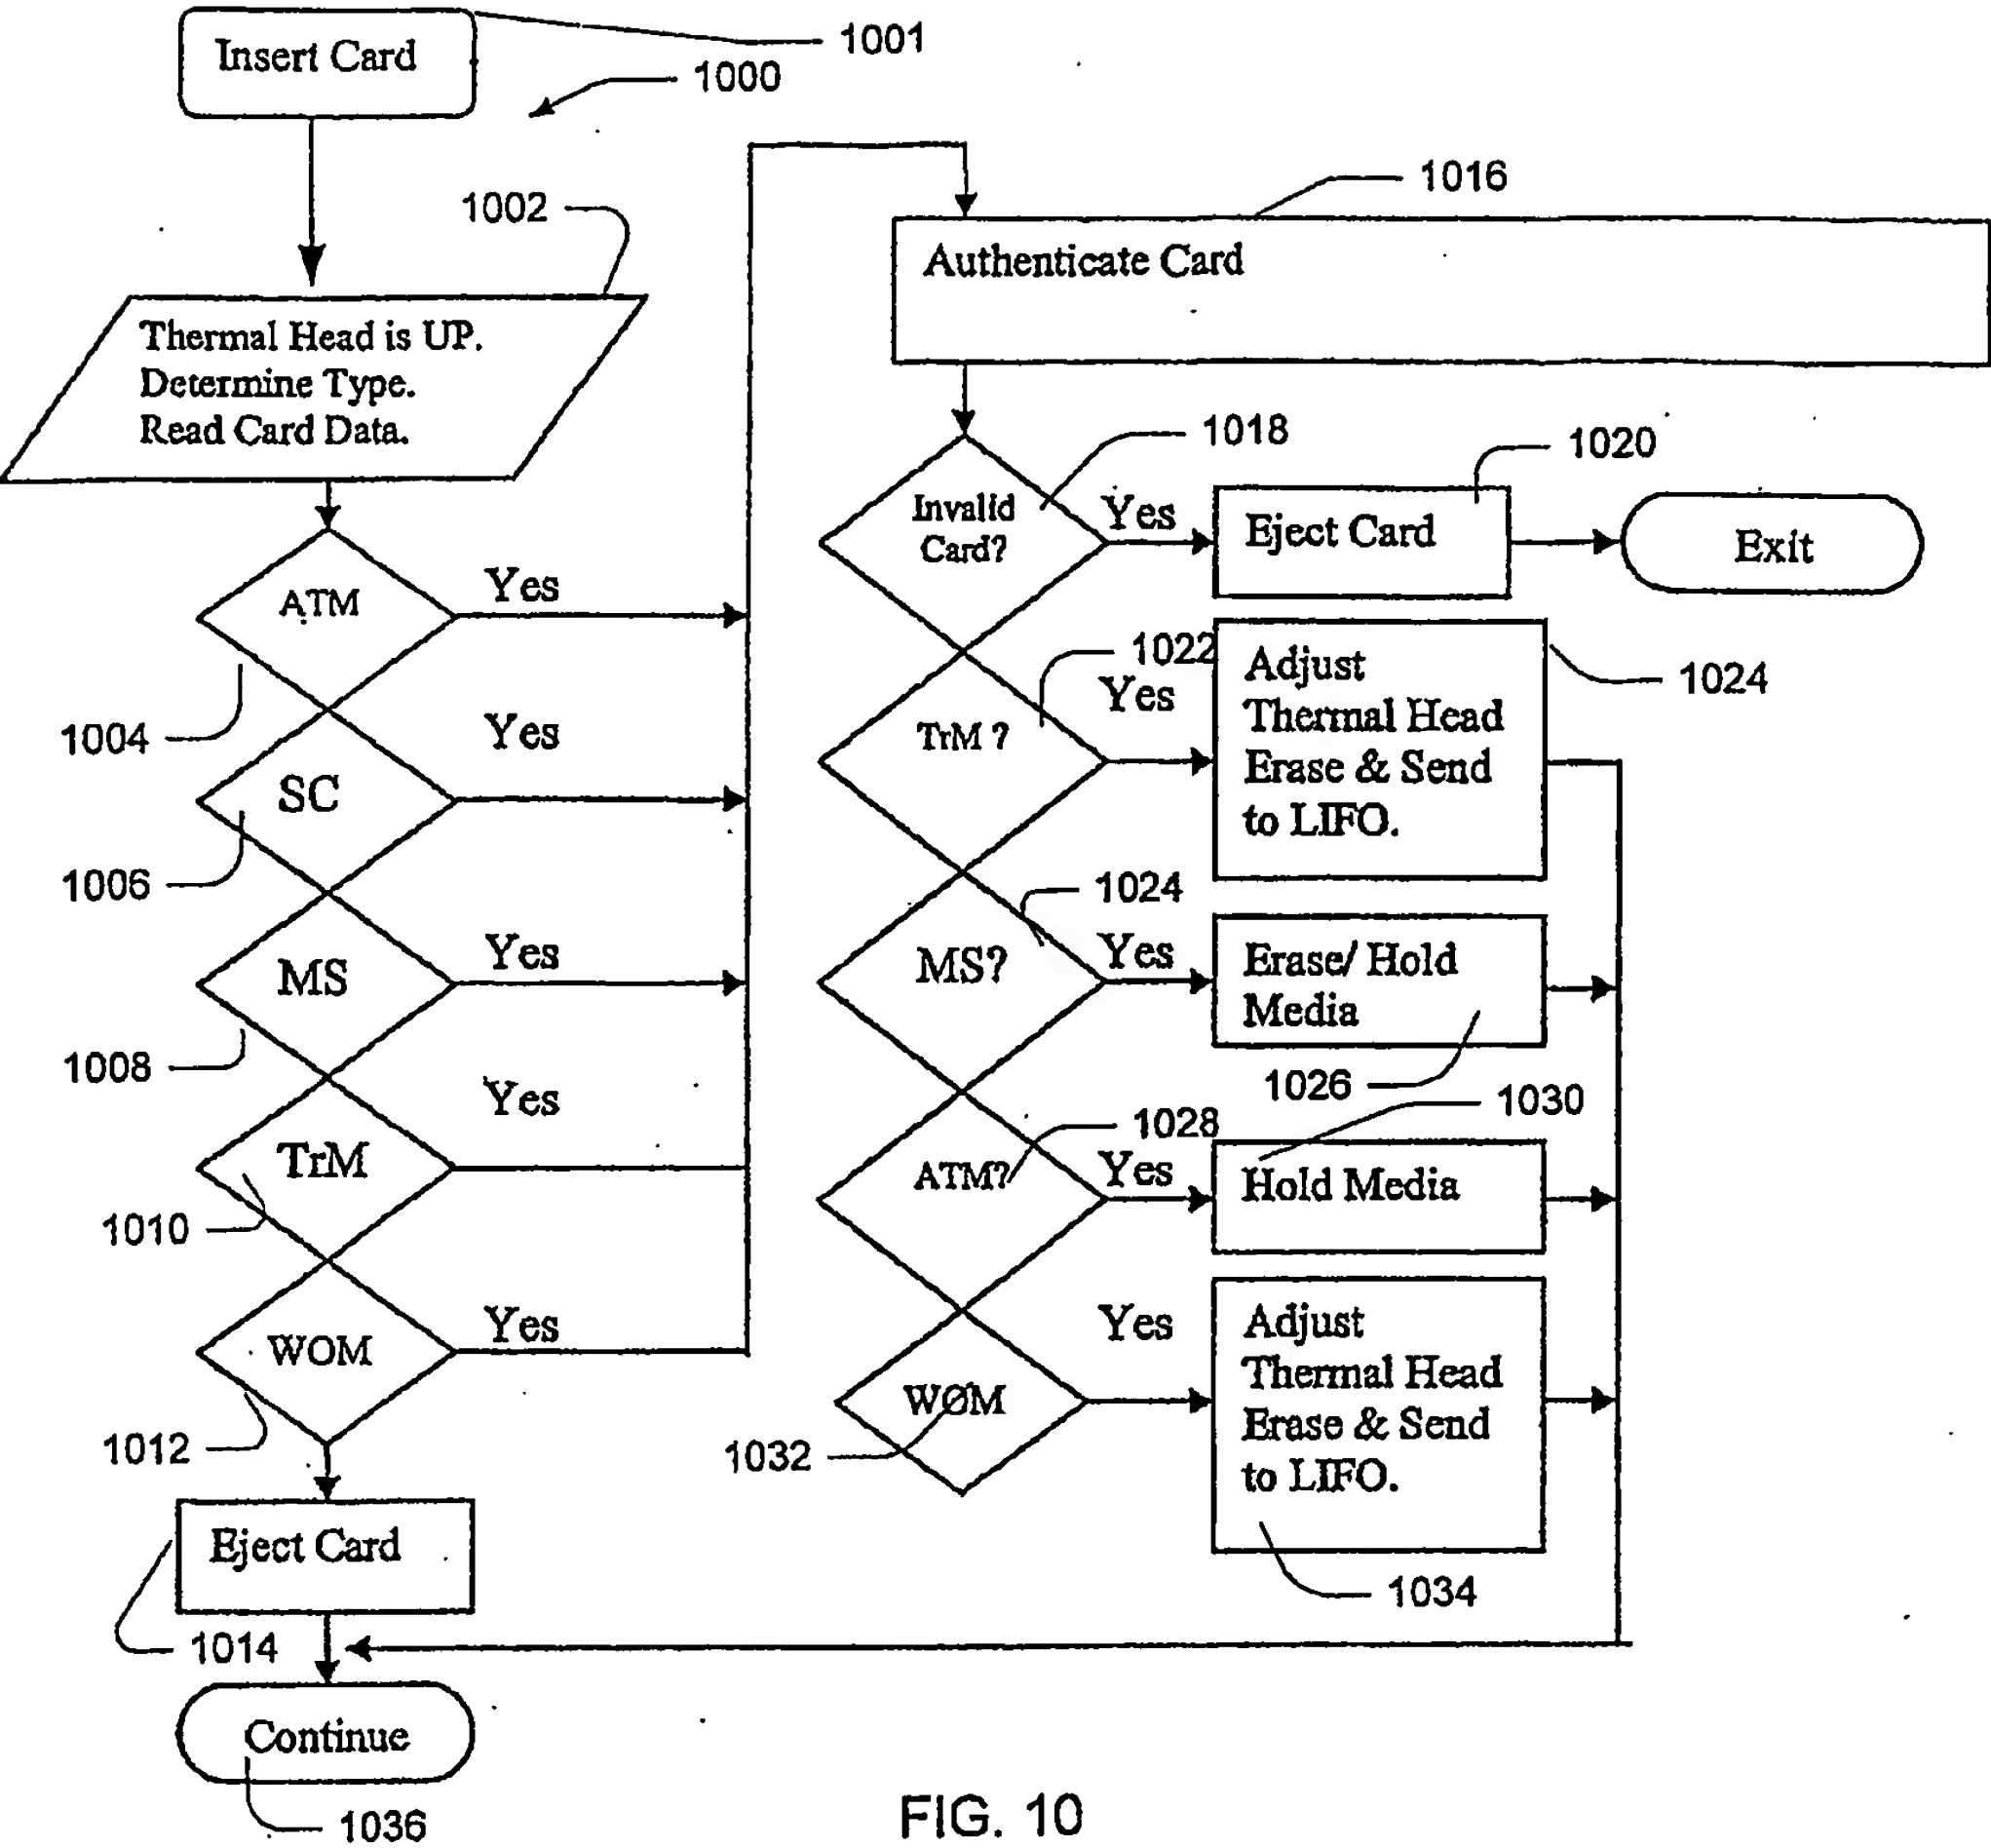 Insert Card
1001
1000
1002
Thermal Head is UP.
Determine Type.
Read Card Data.
ATM
Yes
1004
SC
Yes
1006
MS
Yes
1008
TrM
Yes
1010
WOM
Yes
1012
Eject Card
1014
Continue
1036
1016
Authenticate Card
1018
Invalid
Card?
Yes
1020
Eject Card
Exit
1022
TrM ?
Yes
Adjust
Thermal Head
Erase & Send
to LIFO.
1024
1024
MS?
Yes
Erase/ Hold
Media
1026
1028
ATM?
Yes
1030
Hold Media
WOM
1032
Yes
Adjust
Thermal Head
Erase & Send
to LIFO.
1034
FIG. 10